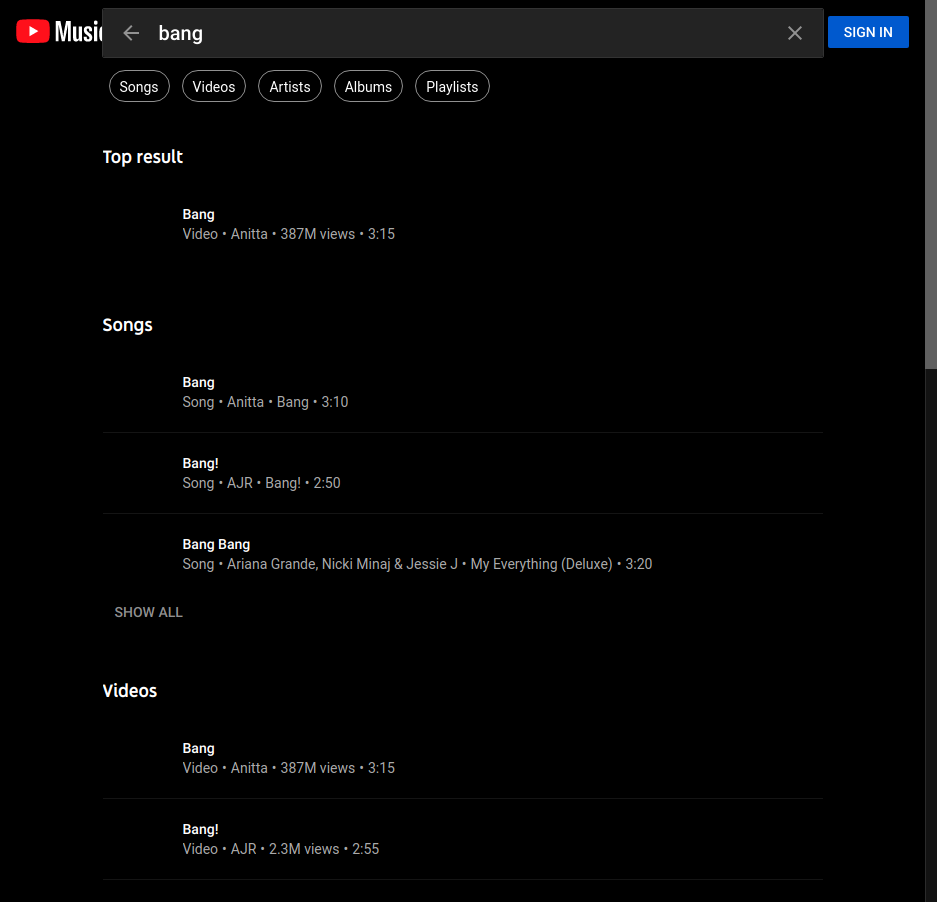 Music
bang
SIGN IN
Songs
Videos
Artists
Albums
Playlists
Top result
Bang
Video • Anitta • 387M views • 3:15
Songs
Bang
Song • Anitta • Bang • 3:10
Bang!
Song • AJR • Bang! • 2:50
Bang Bang
Song • Ariana Grande, Nicki Minaj & Jessie J • My Everything (Deluxe) • 3:20
SHOW ALL
Videos
Bang
Video • Anitta • 387M views • 3:15
Bang!
Video • AJR • 2.3M views • 2:55